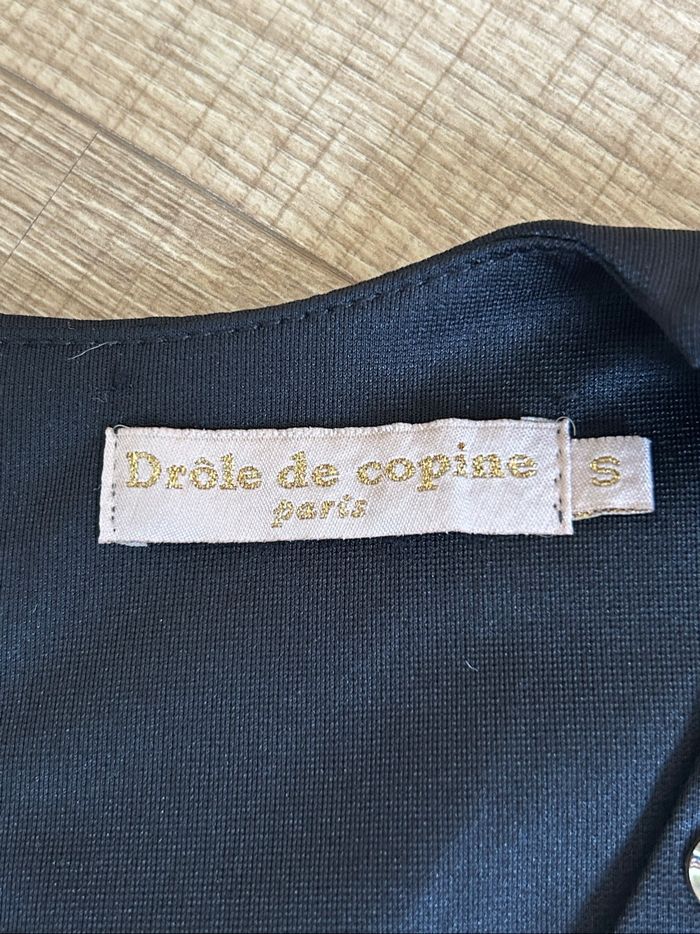 Drôle de copine
paris
S